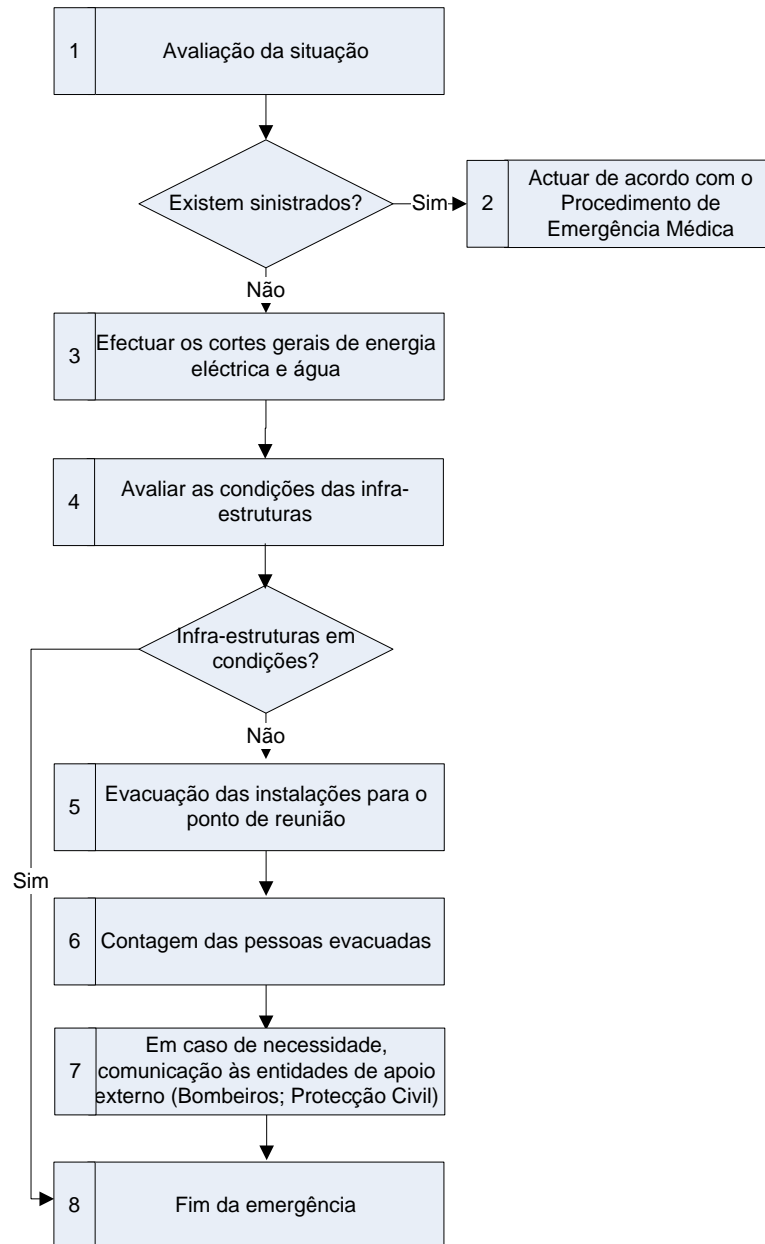 1
Avaliação da situação
Existem sinistrados?
Sim
2
Actuar de acordo com o
Procedimento de
Emergência Médica
Não
3
Efectuar os cortes gerais de energia
eléctrica e água
4
Avaliar as condições das infra-
estruturas
Infra-estruturas em
condições?
Não
5
Evacuação das instalações para o
ponto de reunião
Sim
6
Contagem das pessoas evacuadas
7
Em caso de necessidade,
comunicação às entidades de apoio
externo (Bombeiros; Protecção Civil)
8
Fim da emergência